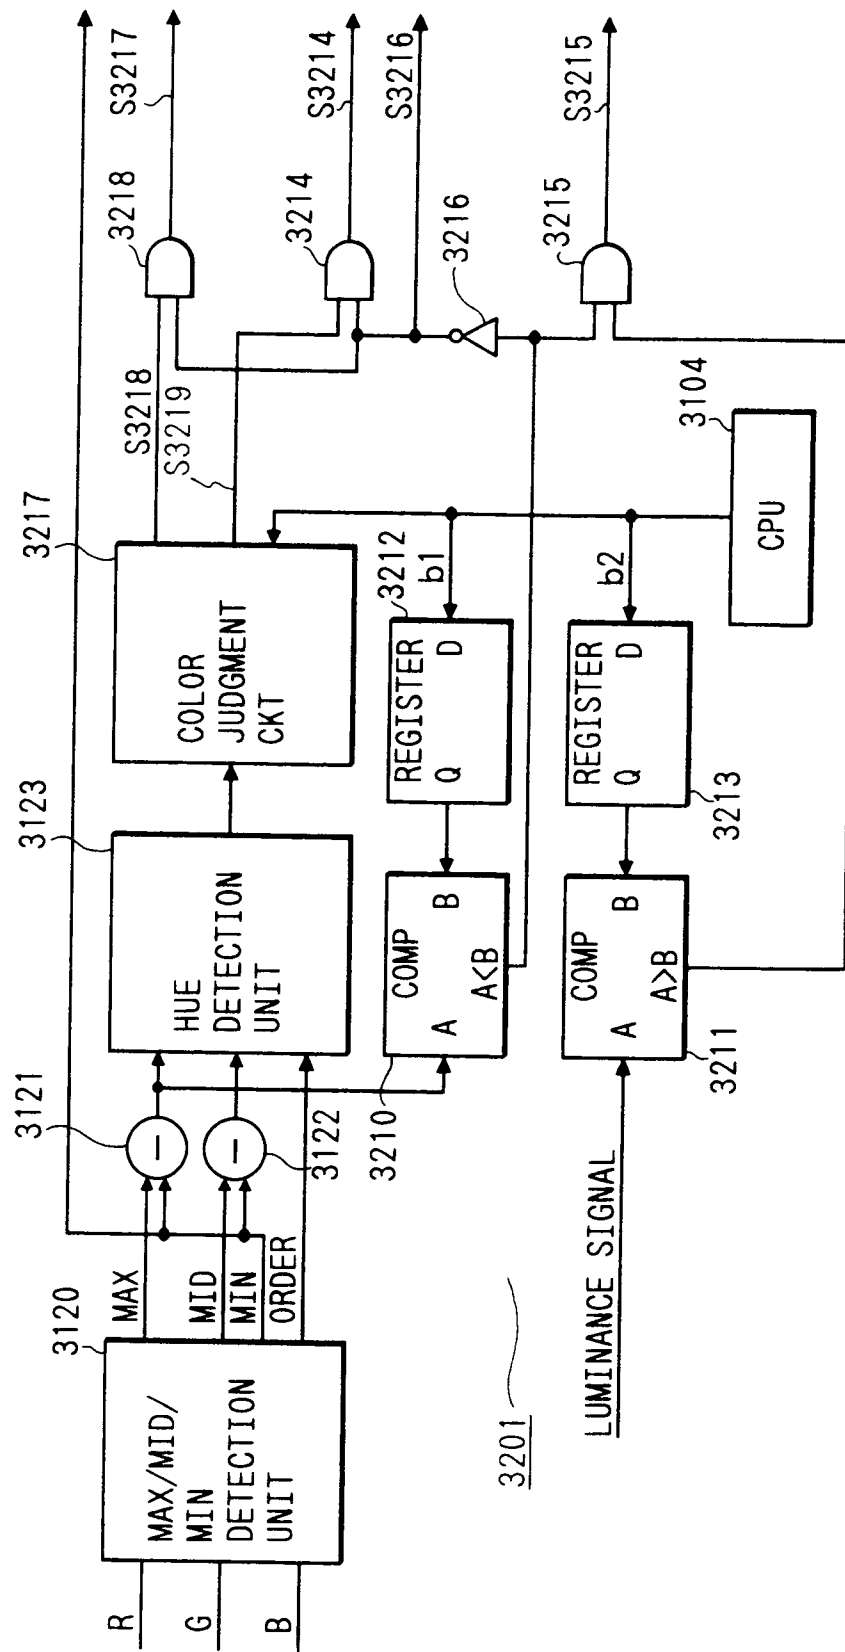 R
G
B
MAX/MID/
MIN
DETECTION
UNIT
3120
MAX
MID
MIN
ORDER
3121
3122
HUE
DETECTION
UNIT
3123
COLOR
JUDGMENT
CKT
3217
S3218
S3219
3218
S3217
3214
S3214
S3216
3216
3215
S3215
3210
COMP
A
B
A<B
REGISTER
Q
D
3212
b1
LUMINANCE SIGNAL
COMP
A
B
A>B
3211
REGISTER
Q
D
3213
b2
CPU
3104
3201